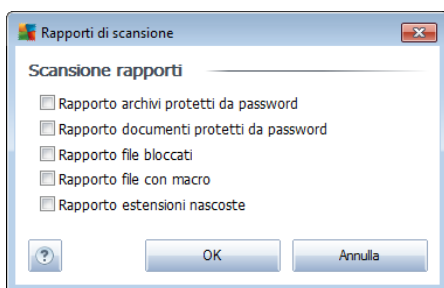 Rapporti di scansione
Scansione rapporti
Rapporto archivi protetti da password
Rapporto documenti protetti da password
Rapporto file bloccati
Rapporto file con macro
Rapporto estensioni nascoste
? OK Annulla